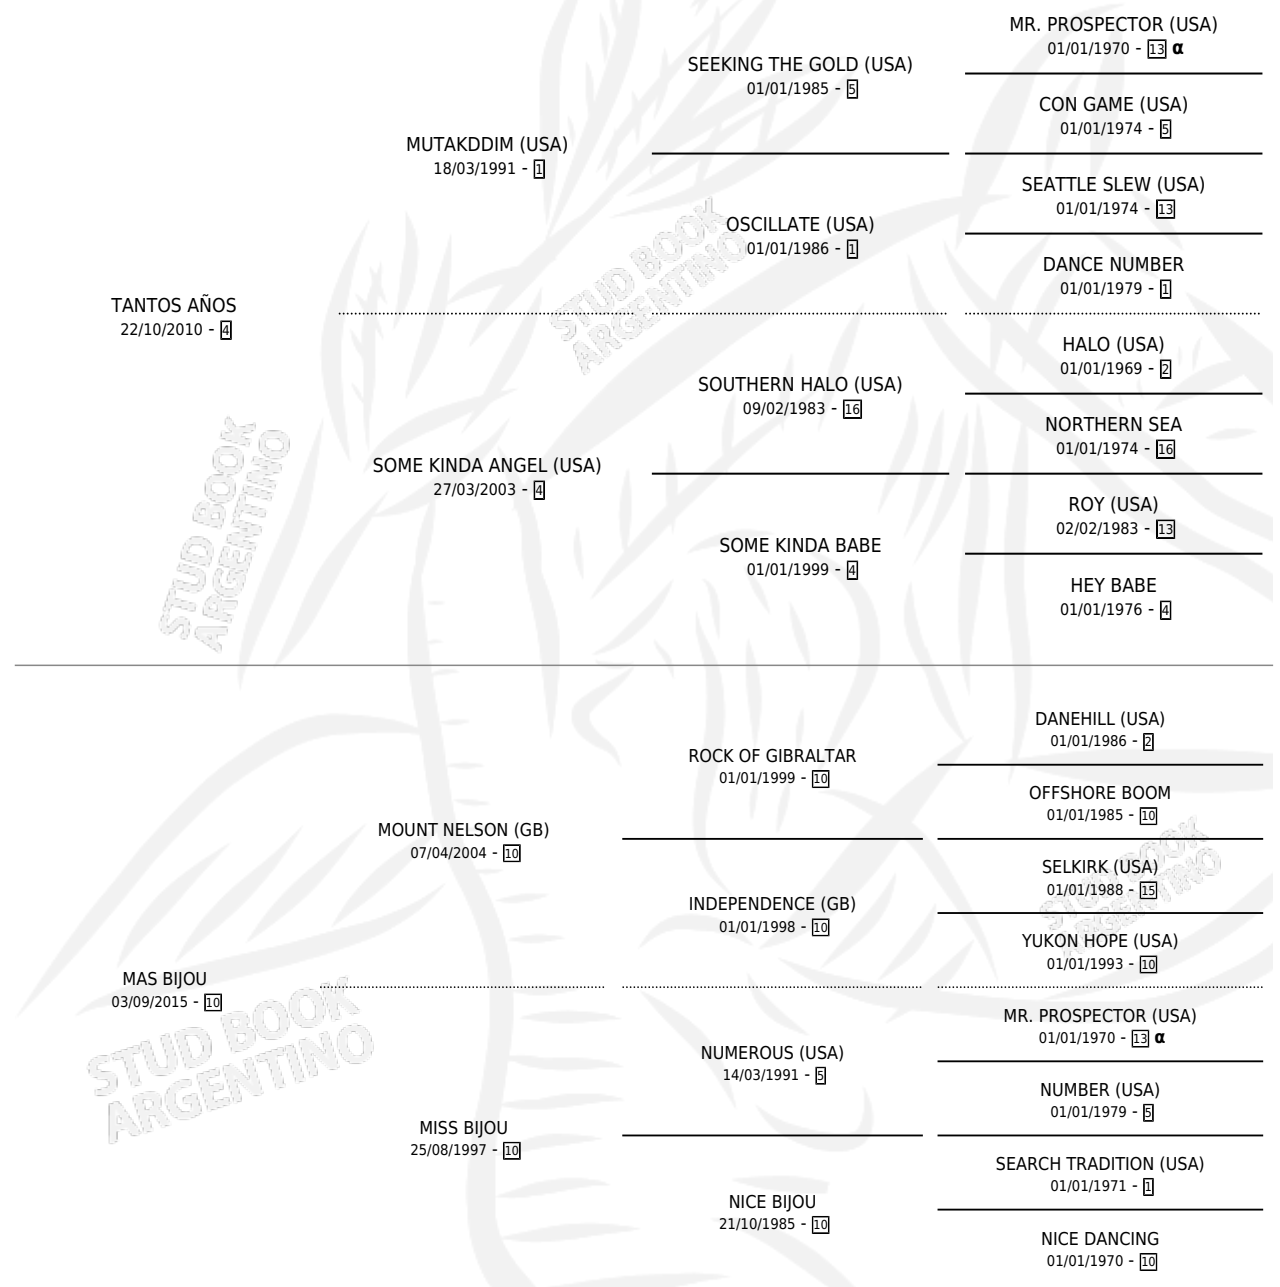 MR. PROSPECTOR (USA)
01/01/1970 - 13 α
SEEKING THE GOLD (USA)
01/01/1985 - 5
CON GAME (USA)
01/01/1974 - 5
MUTAKDDIM (USA)
18/03/1991 - 1
SEATTLE SLEW (USA)
01/01/1974 - 13
OSCILLATE (USA)
01/01/1986 - 1
DANCE NUMBER
01/01/1979 - 1
TANTOS AÑOS
22/10/2010 - 4
HALO (USA)
01/01/1969 - 2
SOUTHERN HALO (USA)
09/02/1983 - 16
NORTHERN SEA
01/01/1974 - 16
SOME KINDA ANGEL (USA)
27/03/2003 - 4
ROY (USA)
02/02/1983 - 13
SOME KINDA BABE
01/01/1999 - 4
HEY BABE
01/01/1976 - 4
DANEHILL (USA)
01/01/1986 - 2
ROCK OF GIBRALTAR
01/01/1999 - 10
OFFSHORE BOOM
01/01/1985 - 10
MOUNT NELSON (GB)
07/04/2004 - 10
SELKIRK (USA)
01/01/1988 - 15
INDEPENDENCE (GB)
01/01/1998 - 10
YUKON HOPE (USA)
01/01/1993 - 10
MAS BIJOU
03/09/2015 - 10
MR. PROSPECTOR (USA)
01/01/1970 - 13 α
NUMEROUS (USA)
14/03/1991 - 5
NUMBER (USA)
01/01/1979 - 5
MISS BIJOU
25/08/1997 - 10
SEARCH TRADITION (USA)
01/01/1971 - 1
NICE BIJOU
21/10/1985 - 10
NICE DANCING
01/01/1970 - 10
STUD BOOK
ARGENTINO
STUD BOOK
ARGENTINO
STUD BOOK
ARGENTINO
STUD BOOK
ARGENTINO